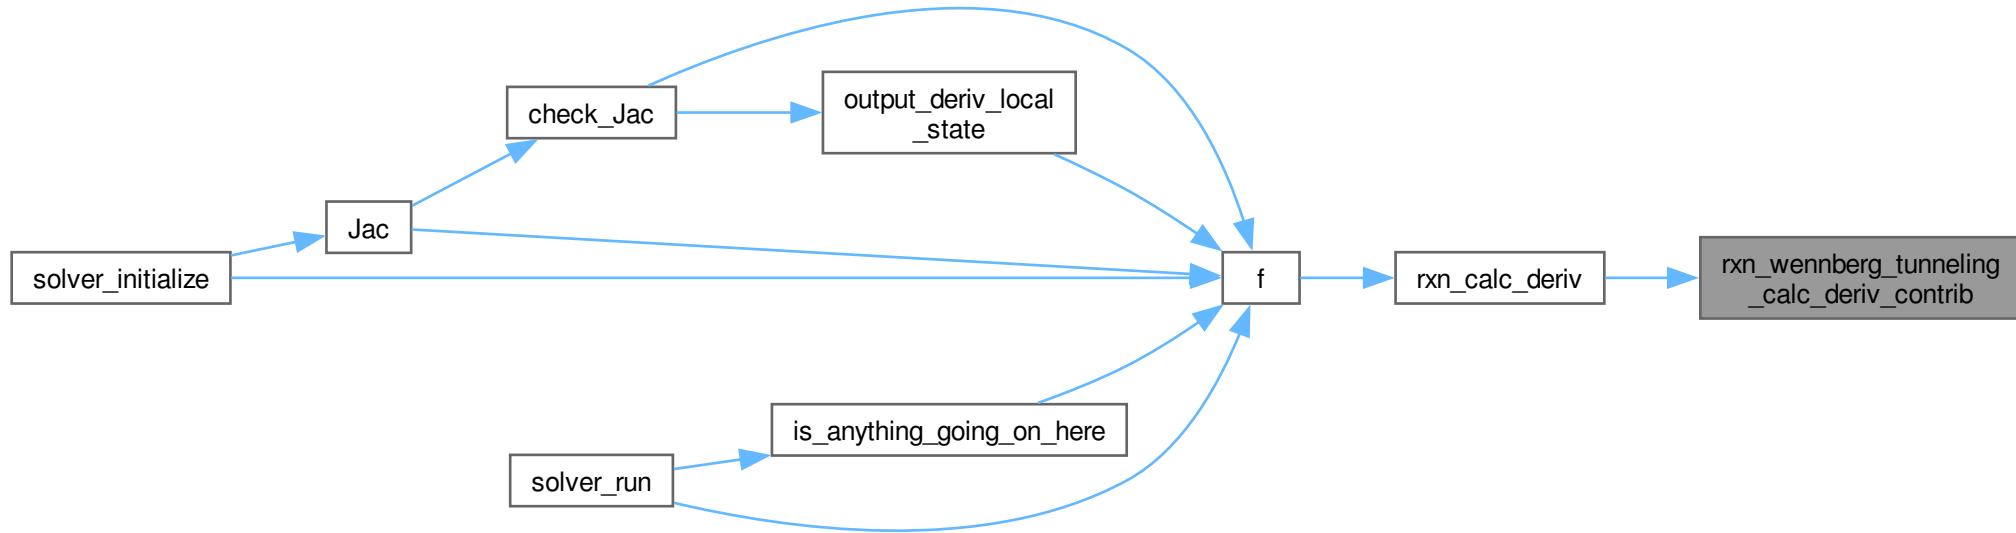 check_Jac
output_deriv_local
_state
Jac
solver_initialize
f
rxn_calc_deriv
rxn_wennberg_tunneling
_calc_deriv_contrib
is_anything_going_on_here
solver_run